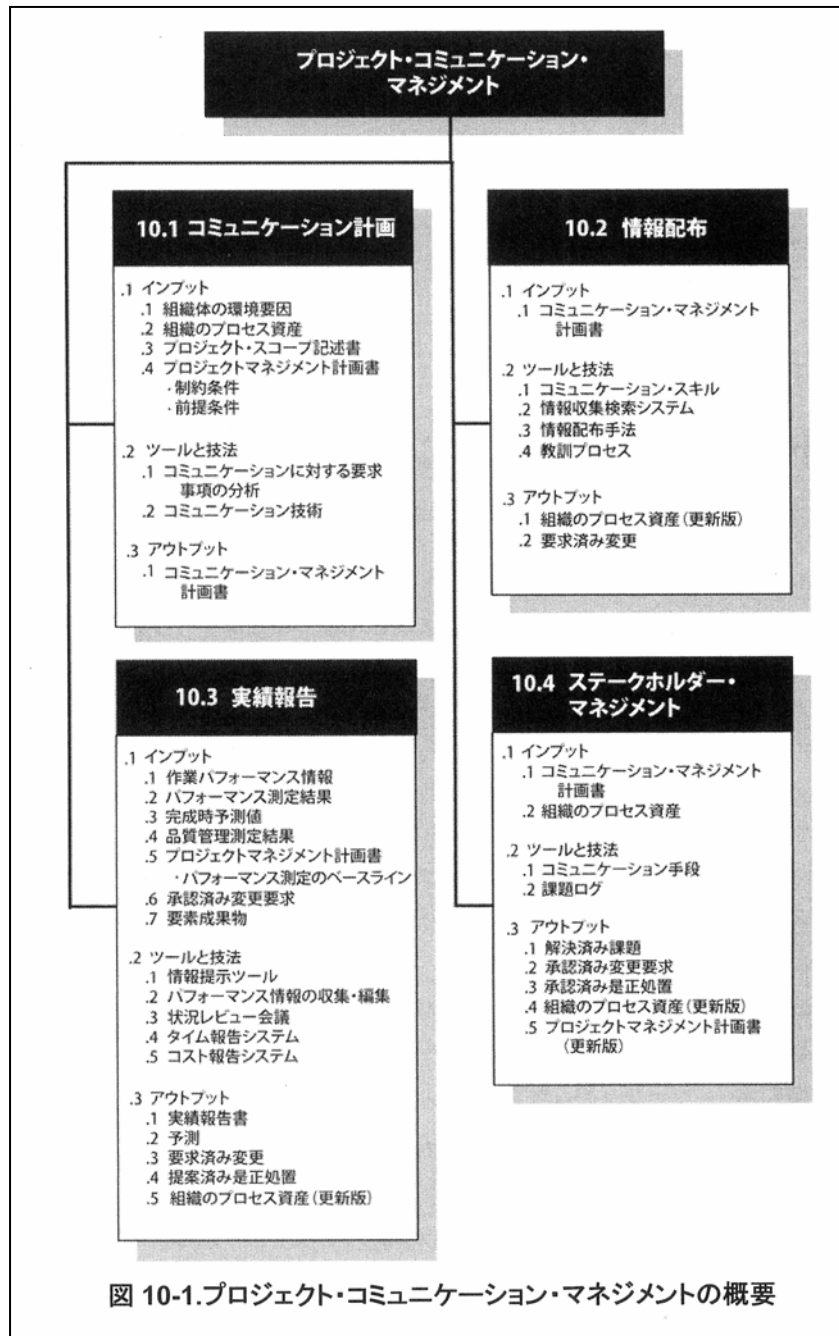 プロジェクト・コミュニケーション・
マネジメント
10.1 コミュニケーション計画
.1 インプット
.1 組織体の環境要因
.2 組織のプロセス資産
.3 プロジェクト・スコープ記述書
.4 プロジェクトマネジメント計画書
・制約条件
・前提条件
.2 ツールと技法
.1 コミュニケーションに対する要求
事項の分析
.2 コミュニケーション技術
.3 アウトプット
.1 コミュニケーション・マネジメント
計画書
10.2 情報配布
.1 インプット
.1 コミュニケーション・マネジメント
計画書
.2 ツールと技法
.1 コミュニケーション・スキル
.2 情報収集検索システム
.3 情報配布手法
.4 教訓プロセス
.3 アウトプット
.1 組織のプロセス資産(更新版)
.2 要求済み変更
10.3 実績報告
.1 インプット
.1 作業パフォーマンス情報
.2 パフォーマンス測定結果
.3 完成時予測値
.4 品質管理測定結果
.5 プロジェクトマネジメント計画書
・パフォーマンス測定のベースライン
.6 承認済み変更要求
.7 要素成果物
.2 ツールと技法
.1 情報提示ツール
.2 パフォーマンス情報の収集・編集
.3 状況レビュー会議
.4 タイム報告システム
.5 コスト報告システム
.3 アウトプット
.1 実績報告書
.2 予測
.3 要求済み変更
.4 提案済み是正処置
.5 組織のプロセス資産(更新版)
10.4 ステークホルダー・
マネジメント
.1 インプット
.1 コミュニケーション・マネジメント
計画書
.2 組織のプロセス資産
.2 ツールと技法
.1 コミュニケーション手段
.2 課題ログ
.3 アウトプット
.1 解決済み課題
.2 承認済み変更要求
.3 承認済み是正処置
.4 組織のプロセス資産(更新版)
.5 プロジェクトマネジメント計画書
(更新版)
図 10-1.プロジェクト・コミュニケーション・マネジメントの概要